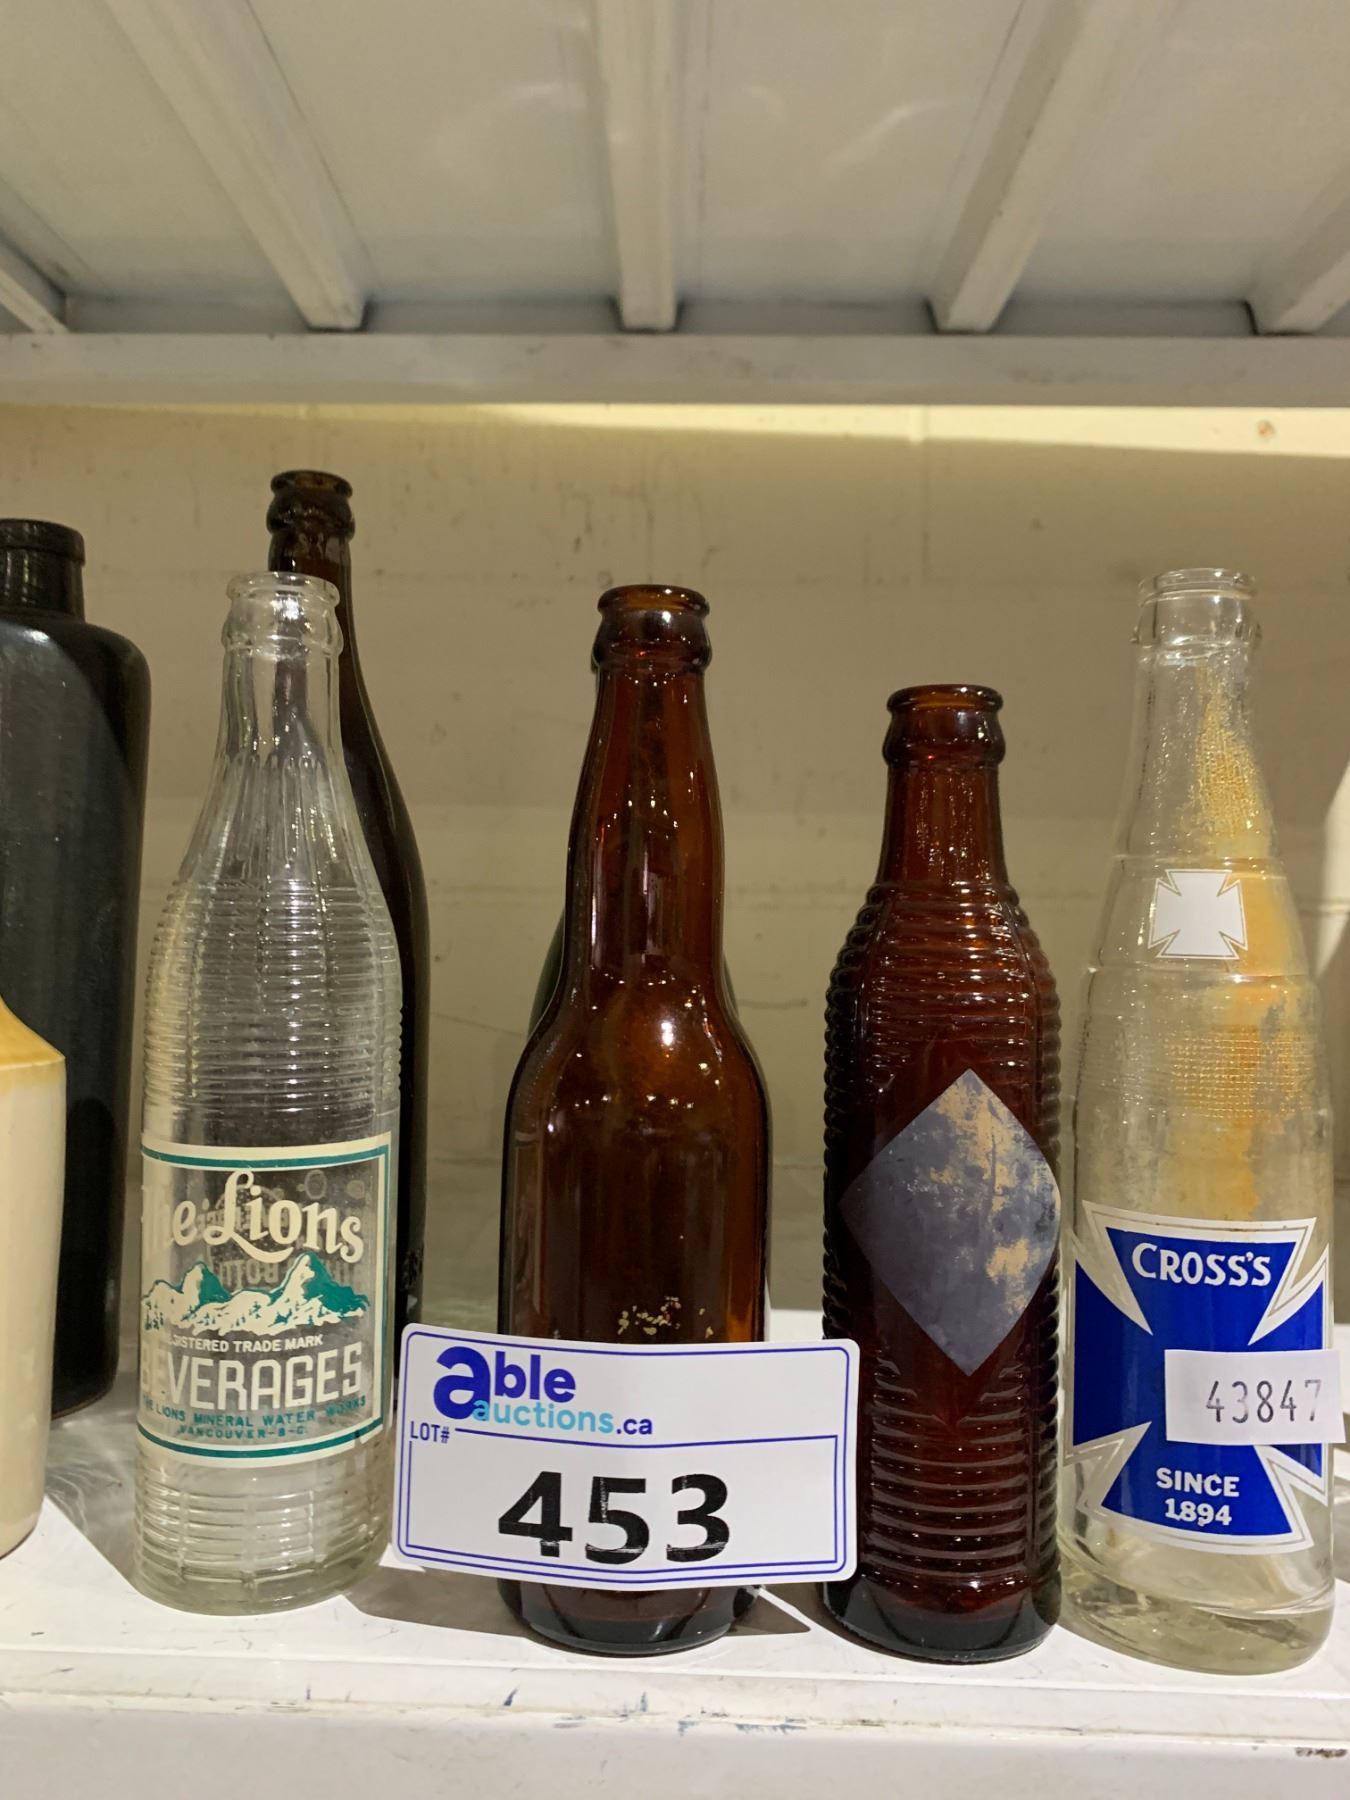 The Lions
REGISTERED TRADE MARK
BEVERAGES
THE LIONS MINERAL WATER WORKS
VANCOUVER-B-C.
able
auctions.ca
LOT#
453
CROSS'S
43847
SINCE
1894